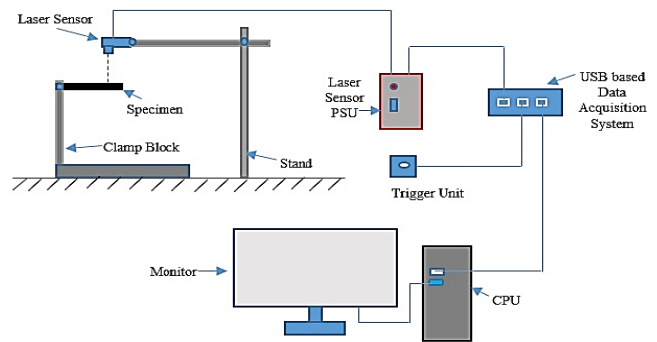 Laser Sensor
Specimen
Clamp Block
Stand
Laser
Sensor
PSU
USB based
Data
Acquisition
System
Trigger Unit
Monitor
CPU